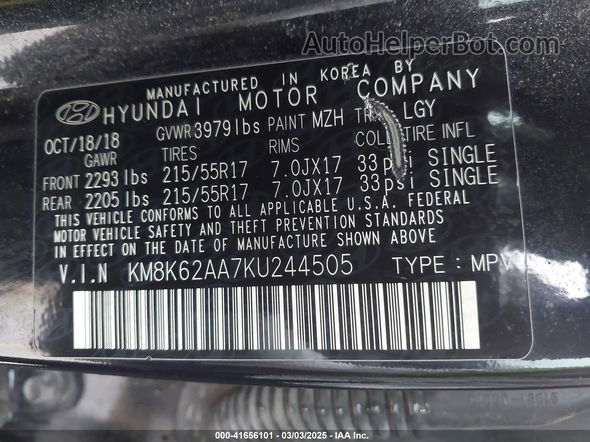 AutoHelperBot.com
MANUFACTURED IN KOREA BY
HYUNDAI MOTOR COMPANY
OCT/18/18 GVWR 3979 lbs PAINT MZH LGY
GAWR TIRES RIMS TIRE INFL
FRONT 2293 lbs 215/55R17 7.0JX17 33 psi SINGLE
REAR 2205 lbs 215/55R17 7.0JX17 33 psi SINGLE
THIS VEHICLE CONFORMS TO ALL APPLICABLE U.S.A. FEDERAL
MOTOR VEHICLE SAFETY AND THEFT PREVENTION STANDARDS
IN EFFECT ON THE DATE OF MANUFACTURE SHOWN ABOVE.
V.I.N KM8K62AA7KU244505 TYPE : MPV
000 - 41656101 - 03/03/2025 - IAA Inc.